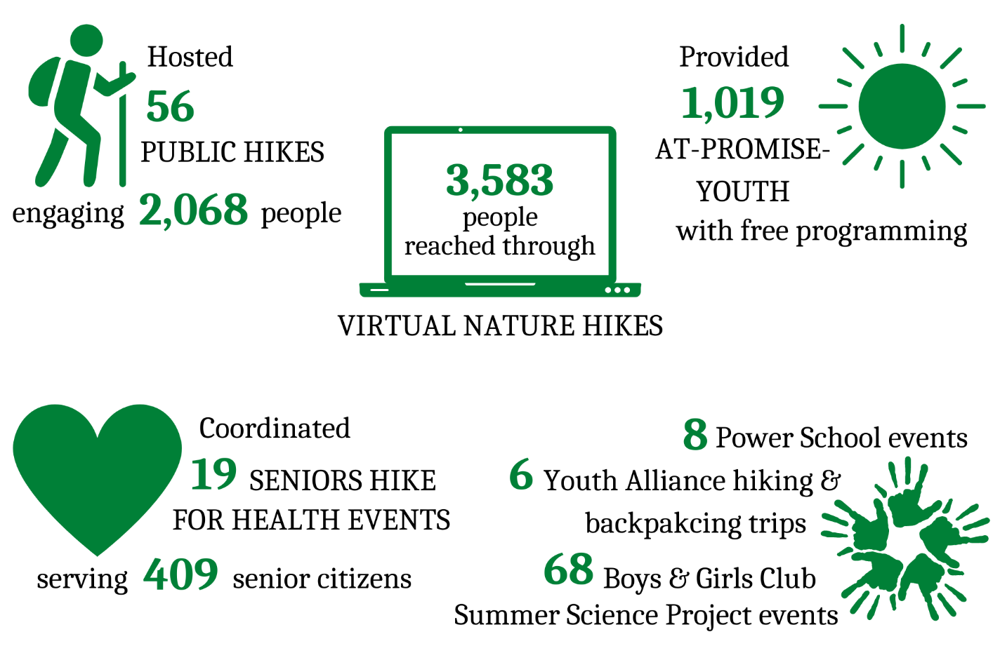 Hosted
56
PUBLIC HIKES
engaging 2,068 people
3,583
people
reached through
VIRTUAL NATURE HIKES
Provided
1,019
AT-PROMISE-
YOUTH
with free programming
Coordinated
19 SENIORS HIKE
FOR HEALTH EVENTS
serving 409 senior citizens
8 Power School events
6 Youth Alliance hiking &
backpakcing trips
68 Boys & Girls Club
Summer Science Project events